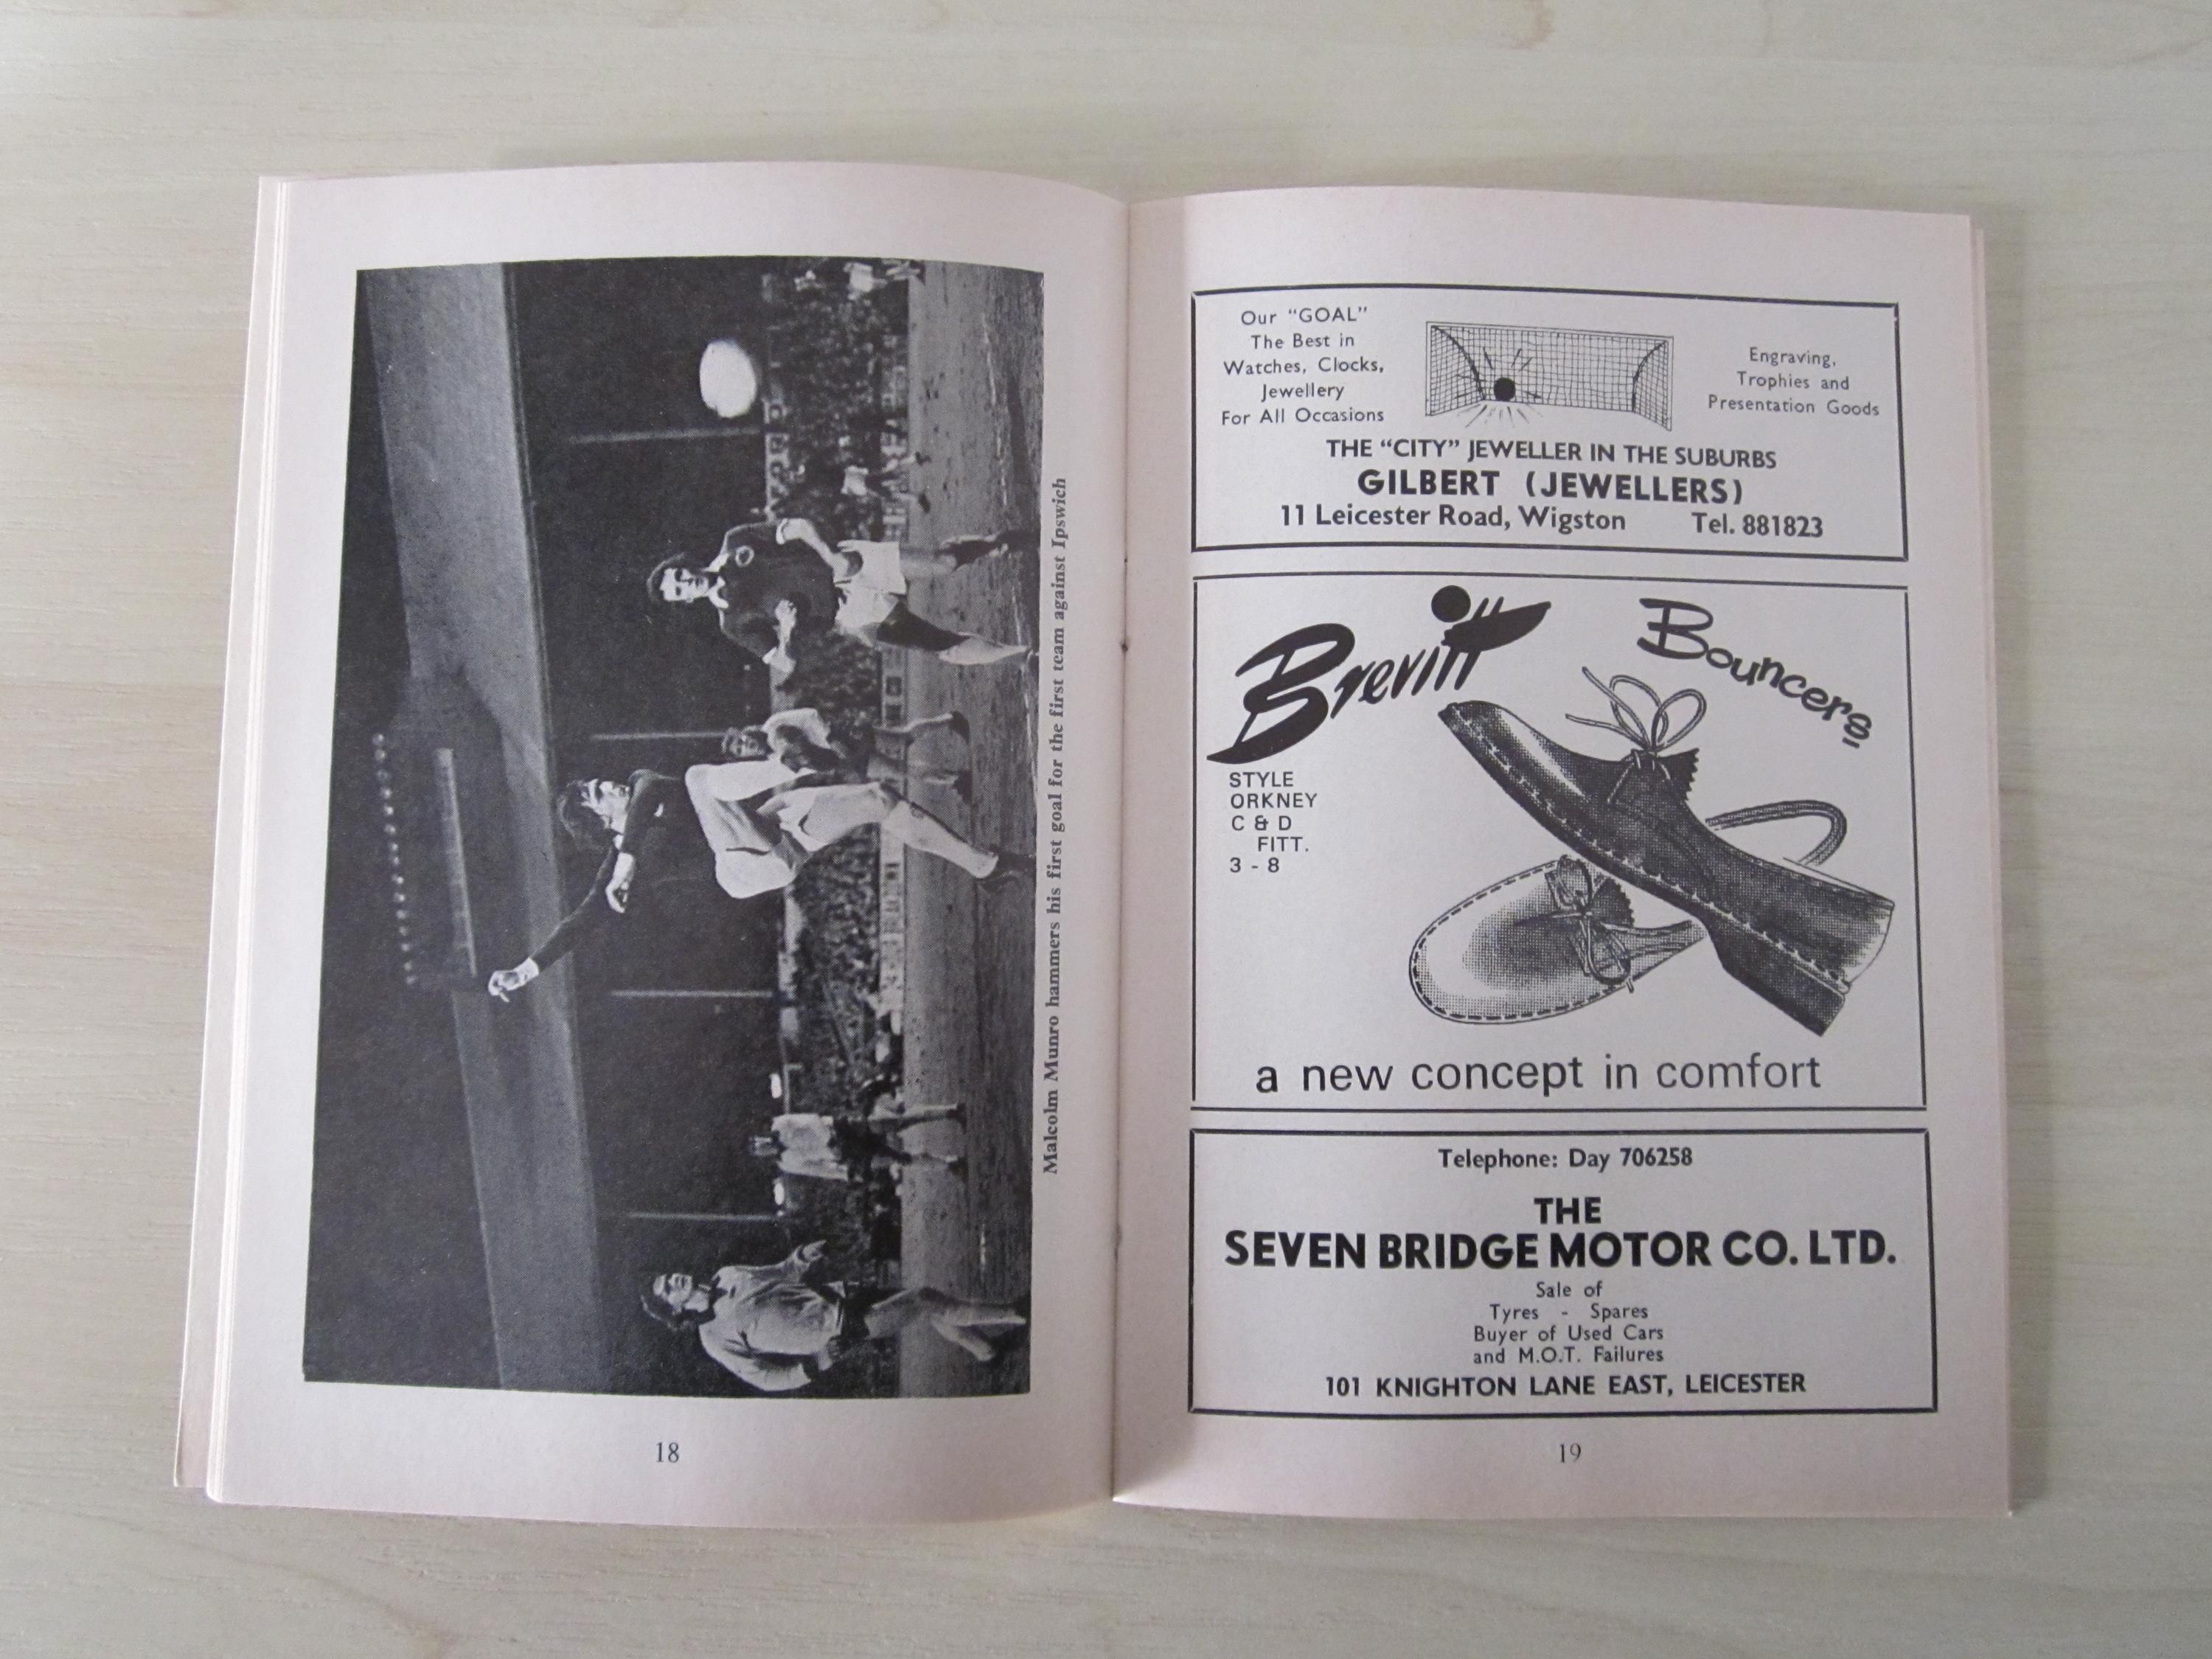 Malcolm Munro hammers his first goal for the first team against Ipswich
18
Our "GOAL"
The Best in
Watches, Clocks,
Jewellery
For All Occasions
Engraving,
Trophies and
Presentation Goods
THE "CITY" JEWELLER IN THE SUBURBS
GILBERT (JEWELLERS)
11 Leicester Road, Wigston Tel. 881823
Brevitt
Bouncers
STYLE
ORKNEY
C & D
FITT.
3 - 8
a new concept in comfort
Telephone: Day 706258
THE
SEVEN BRIDGE MOTOR CO. LTD.
Sale of
Tyres - Spares
Buyer of Used Cars
and M.O.T. Failures
101 KNIGHTON LANE EAST, LEICESTER
19